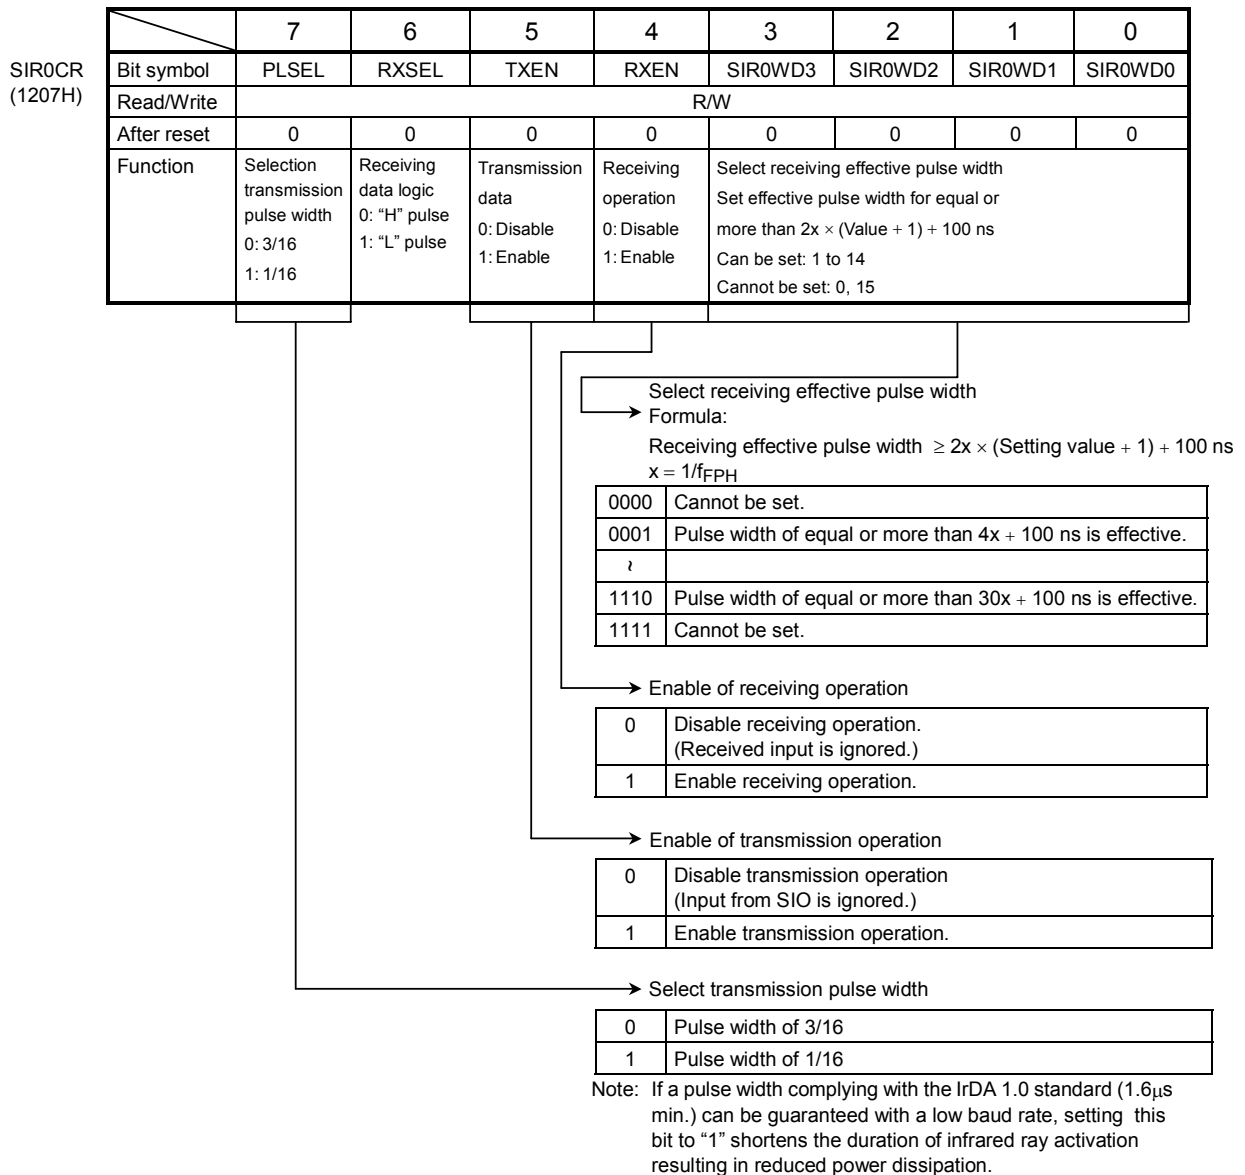 7 6 5 4 3 2 1 0
SIR0CR
(1207H)
Bit symbol PLSEL RXSEL TXEN RXEN SIR0WD3 SIR0WD2 SIR0WD1 SIR0WD0
Read/Write R/W
After reset 0 0 0 0 0 0 0 0
Function
Selection
transmission
pulse width
0: 3/16
1: 1/16
Receiving
data logic
0: “H” pulse
1: “L” pulse
Transmission
data
0: Disable
1: Enable
Receiving
operation
0: Disable
1: Enable
Select receiving effective pulse width
Set effective pulse width for equal or
more than 2x × (Value + 1) + 100 ns
Can be set: 1 to 14
Cannot be set: 0, 15
Select receiving effective pulse width
Formula:
Receiving effective pulse width ≥ 2x × (Setting value + 1) + 100 ns
x = 1/fFPH
0000 Cannot be set.
0001 Pulse width of equal or more than 4x + 100 ns is effective.
≀
1110 Pulse width of equal or more than 30x + 100 ns is effective.
1111 Cannot be set.
Enable of receiving operation
0 Disable receiving operation.
(Received input is ignored.)
1 Enable receiving operation.
Enable of transmission operation
0 Disable transmission operation
(Input from SIO is ignored.)
1 Enable transmission operation.
Select transmission pulse width
0 Pulse width of 3/16
1 Pulse width of 1/16
Note: If a pulse width complying with the IrDA 1.0 standard (1.6μs
min.) can be guaranteed with a low baud rate, setting this
bit to “1” shortens the duration of infrared ray activation
resulting in reduced power dissipation.